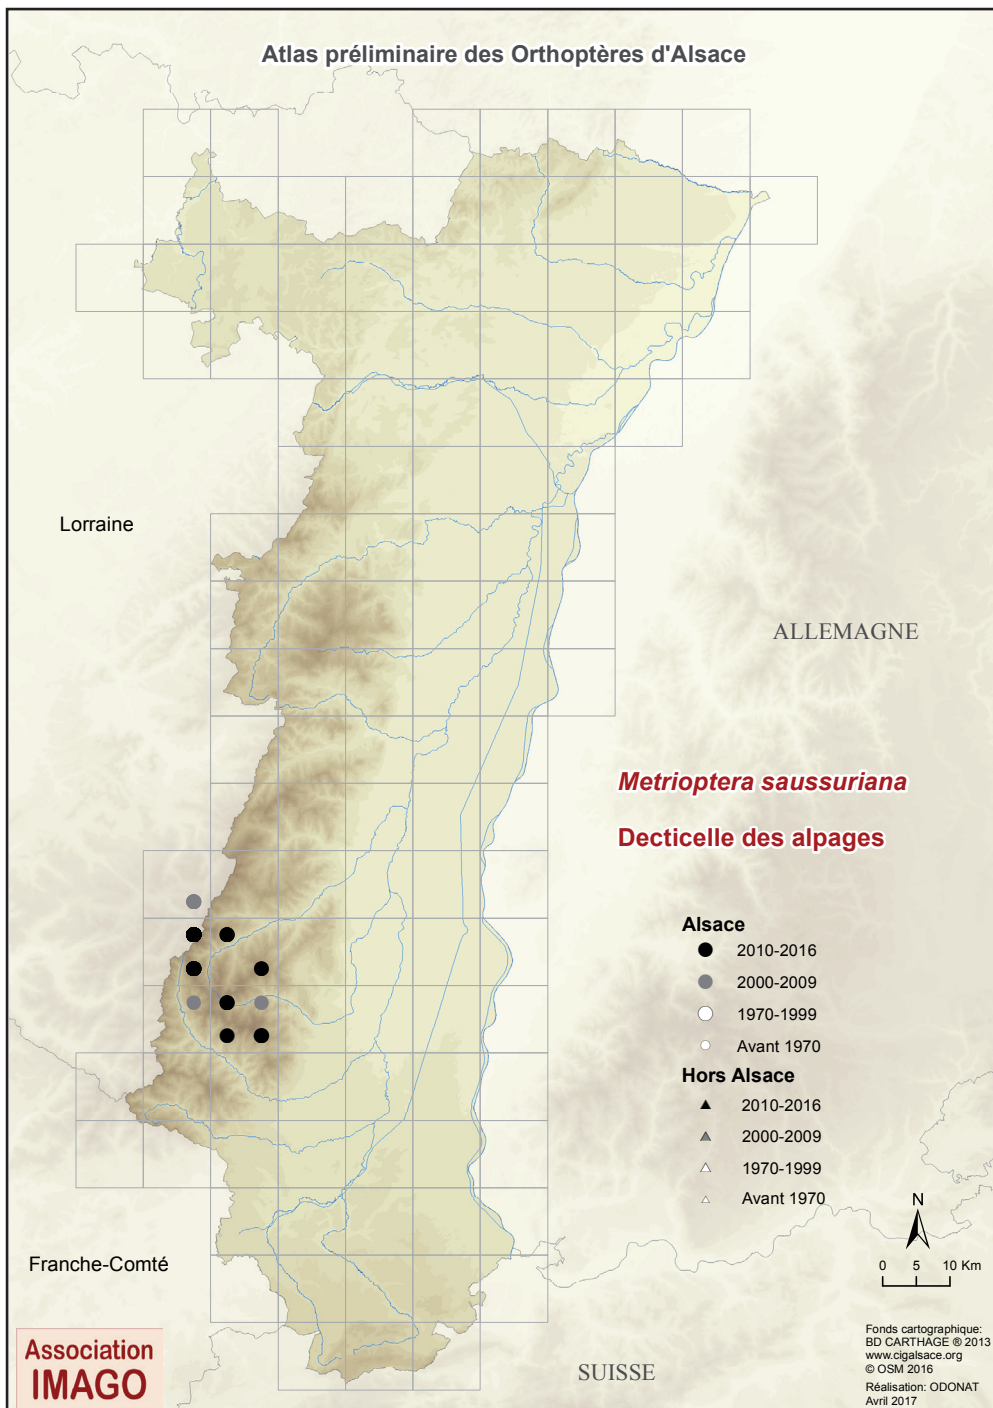 Atlas préliminaire des Orthoptères d'Alsace
Lorraine
ALLEMAGNE
Metrioptera saussuriana
Decticelle des alpages
Alsace
2010-2016
2000-2009
1970-1999
Avant 1970
Hors Alsace
2010-2016
2000-2009
1970-1999
Avant 1970
N
0 5 10 Km
Franche-Comté
SUISSE
Association
IMAGO
Fonds cartographique:
BD CARTHAGE ® 2013
www.cigalsace.org
© OSM 2016
Réalisation: ODONAT
Avril 2017